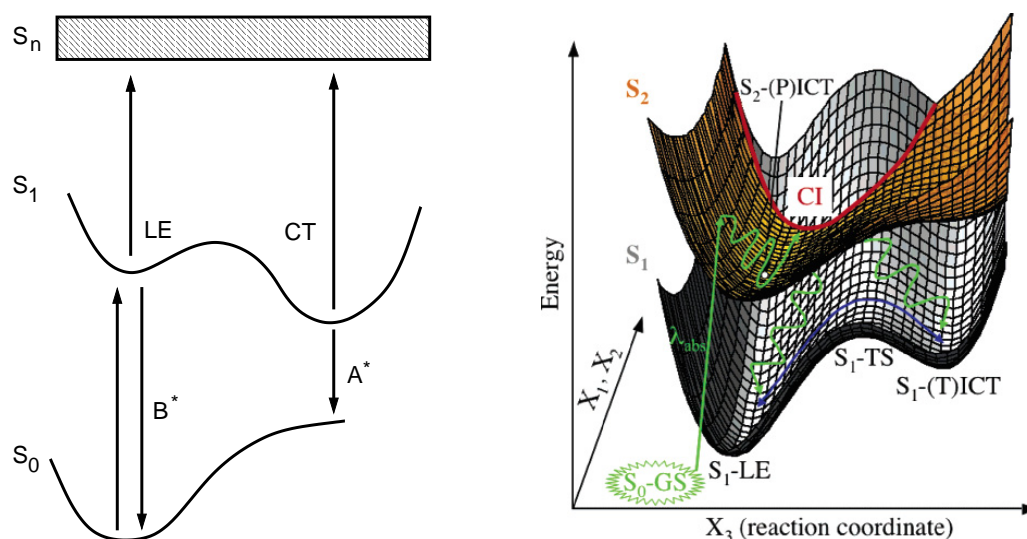 Sn
S1
LE
CT
A*
B*
S0
S2
S2-(P)ICT
CI
S1
Energy
λabs
X1, X2
S1-TS
S1-(T)ICT
S1-LE
S0-GS
X3 (reaction coordinate)